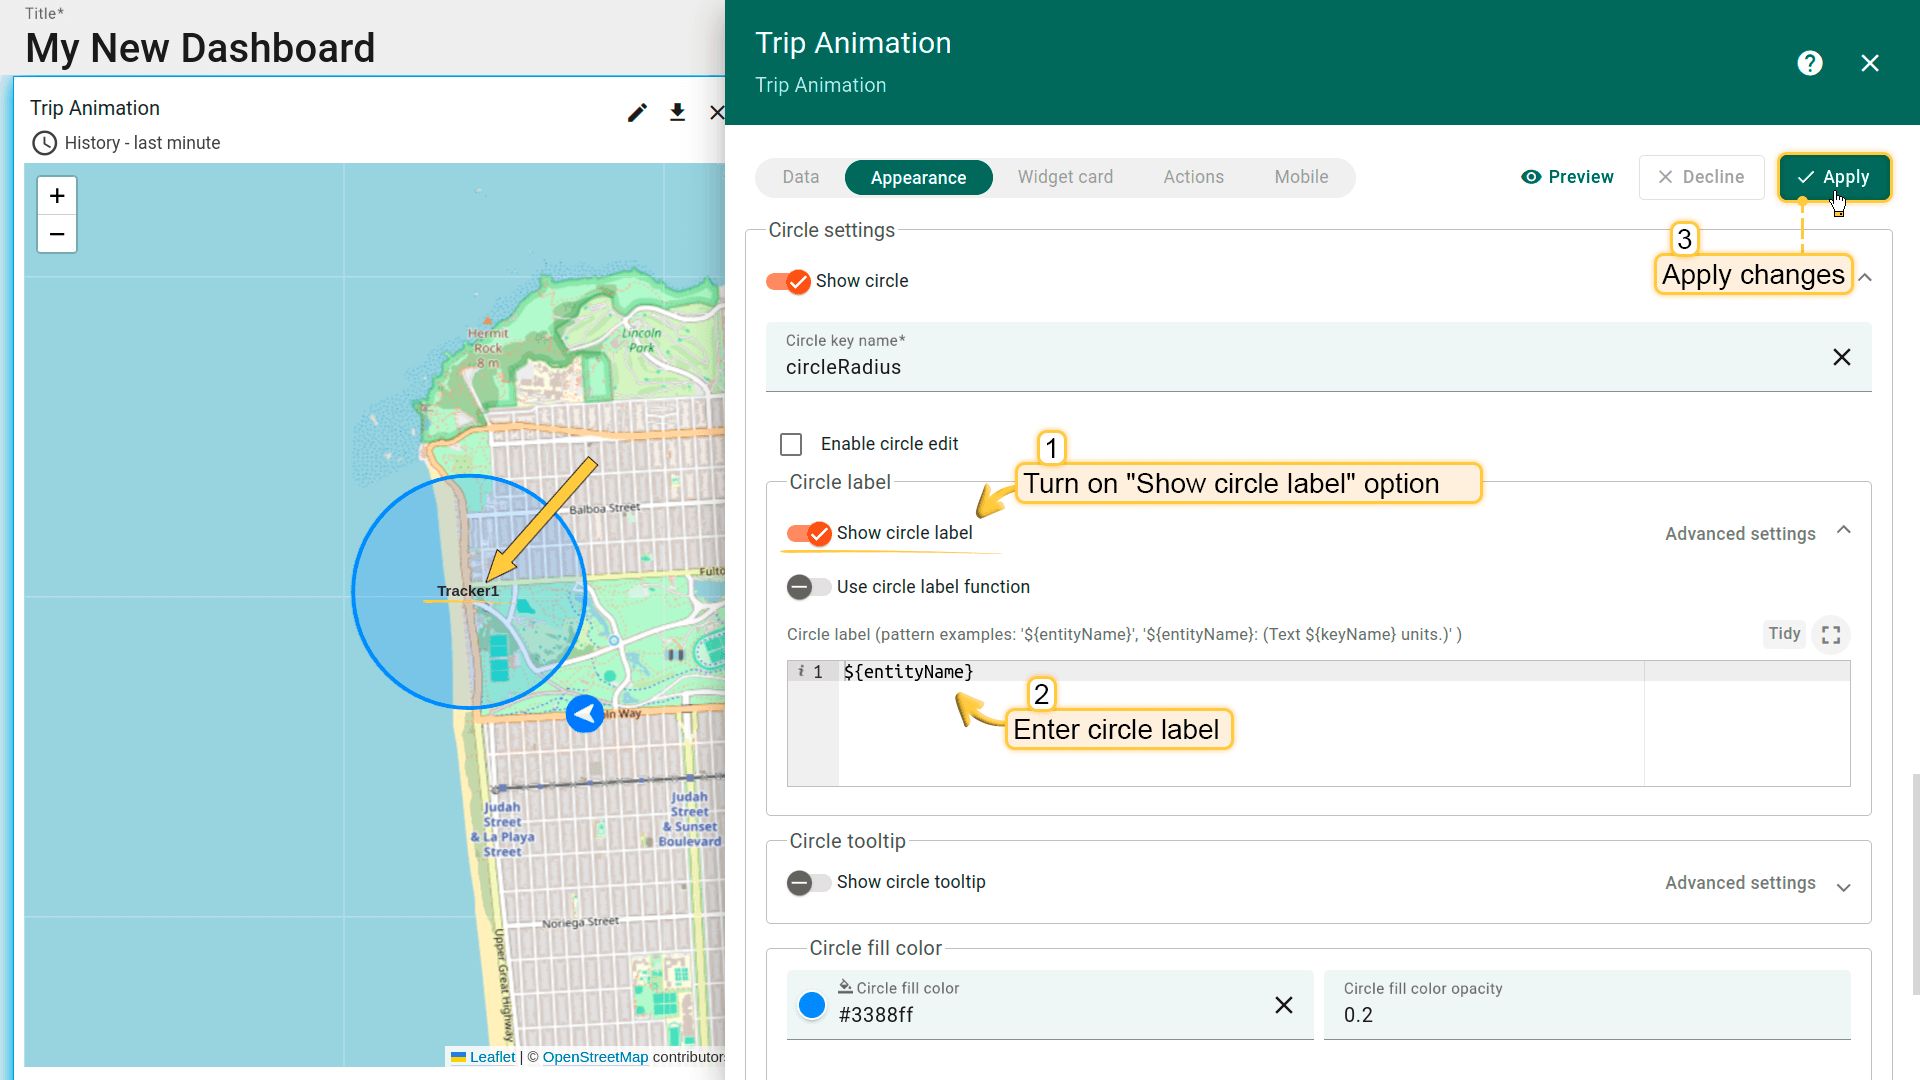 Title*
My New Dashboard
Trip Animation
History - last minute
+
−
Hermit
Rock
8 m
Lincoln
Park
Balboa Street
Fulto
Tracker1
ln Way
Judah
Street
& La Playa
Street
Judah
Street
& Sunset
Boulevard
Noriega Street
Upper Great Highway
Leaflet | © OpenStreetMap contributors
Trip Animation
Trip Animation
?
Data
Appearance
Widget card
Actions
Mobile
Preview
Decline
Apply
3
Apply changes
Circle settings
Show circle
Circle key name*
circleRadius
Enable circle edit
1
Turn on "Show circle label" option
Circle label
Show circle label
Advanced settings
Use circle label function
Circle label (pattern examples: '${entityName}', '${entityName}: (Text ${keyName} units.)' )
Tidy
i 1 ${entityName}
2
Enter circle label
Circle tooltip
Show circle tooltip
Advanced settings
Circle fill color
Circle fill color
#3388ff
Circle fill color opacity
0.2